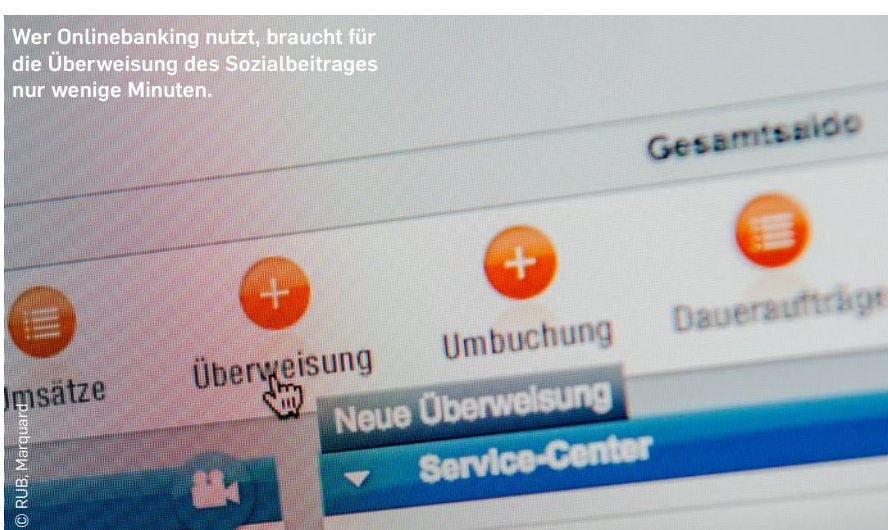 Wer Onlinebanking nutzt, braucht für
die Überweisung des Sozialbeitrages
nur wenige Minuten.
Gesamtsaldo
Umsätze
Überweisung
Umbuchung
Daueraufträge
Neue Überweisung
Service-Center
© RUB, Marquard